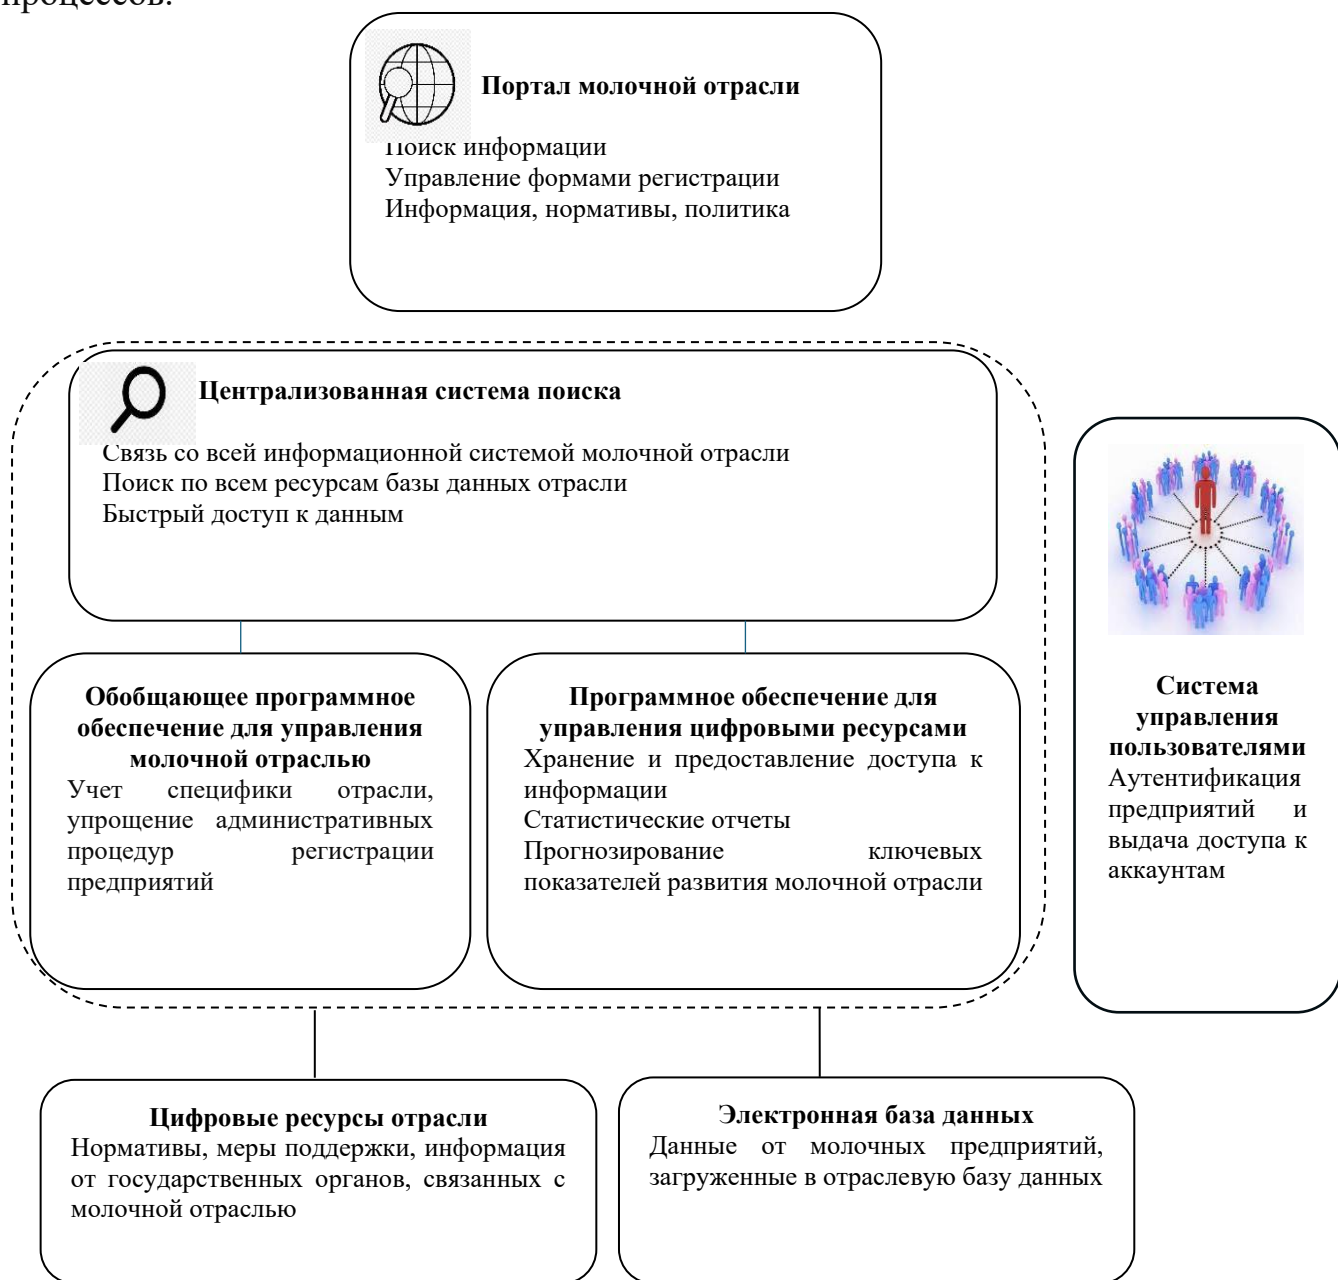 процессов.
Портал молочной отрасли
Поиск информации
Управление формами регистрации
Информация, нормативы, политика
Централизованная система поиска
Связь со всей информационной системой молочной отрасли
Поиск по всем ресурсам базы данных отрасли
Быстрый доступ к данным
Обобщающее программное
обеспечение для управления
молочной отраслью
Учет специфики отрасли,
упрощение административных
процедур регистрации
предприятий
Программное обеспечение для
управления цифровыми ресурсами
Хранение и предоставление доступа к
информации
Статистические отчеты
Прогнозирование ключевых
показателей развития молочной отрасли
Система
управления
пользователями
Аутентификация
предприятий и
выдача доступа к
аккаунтам
Цифровые ресурсы отрасли
Нормативы, меры поддержки, информация
от государственных органов, связанных с
молочной отраслью
Электронная база данных
Данные от молочных предприятий,
загруженные в отраслевую базу данных